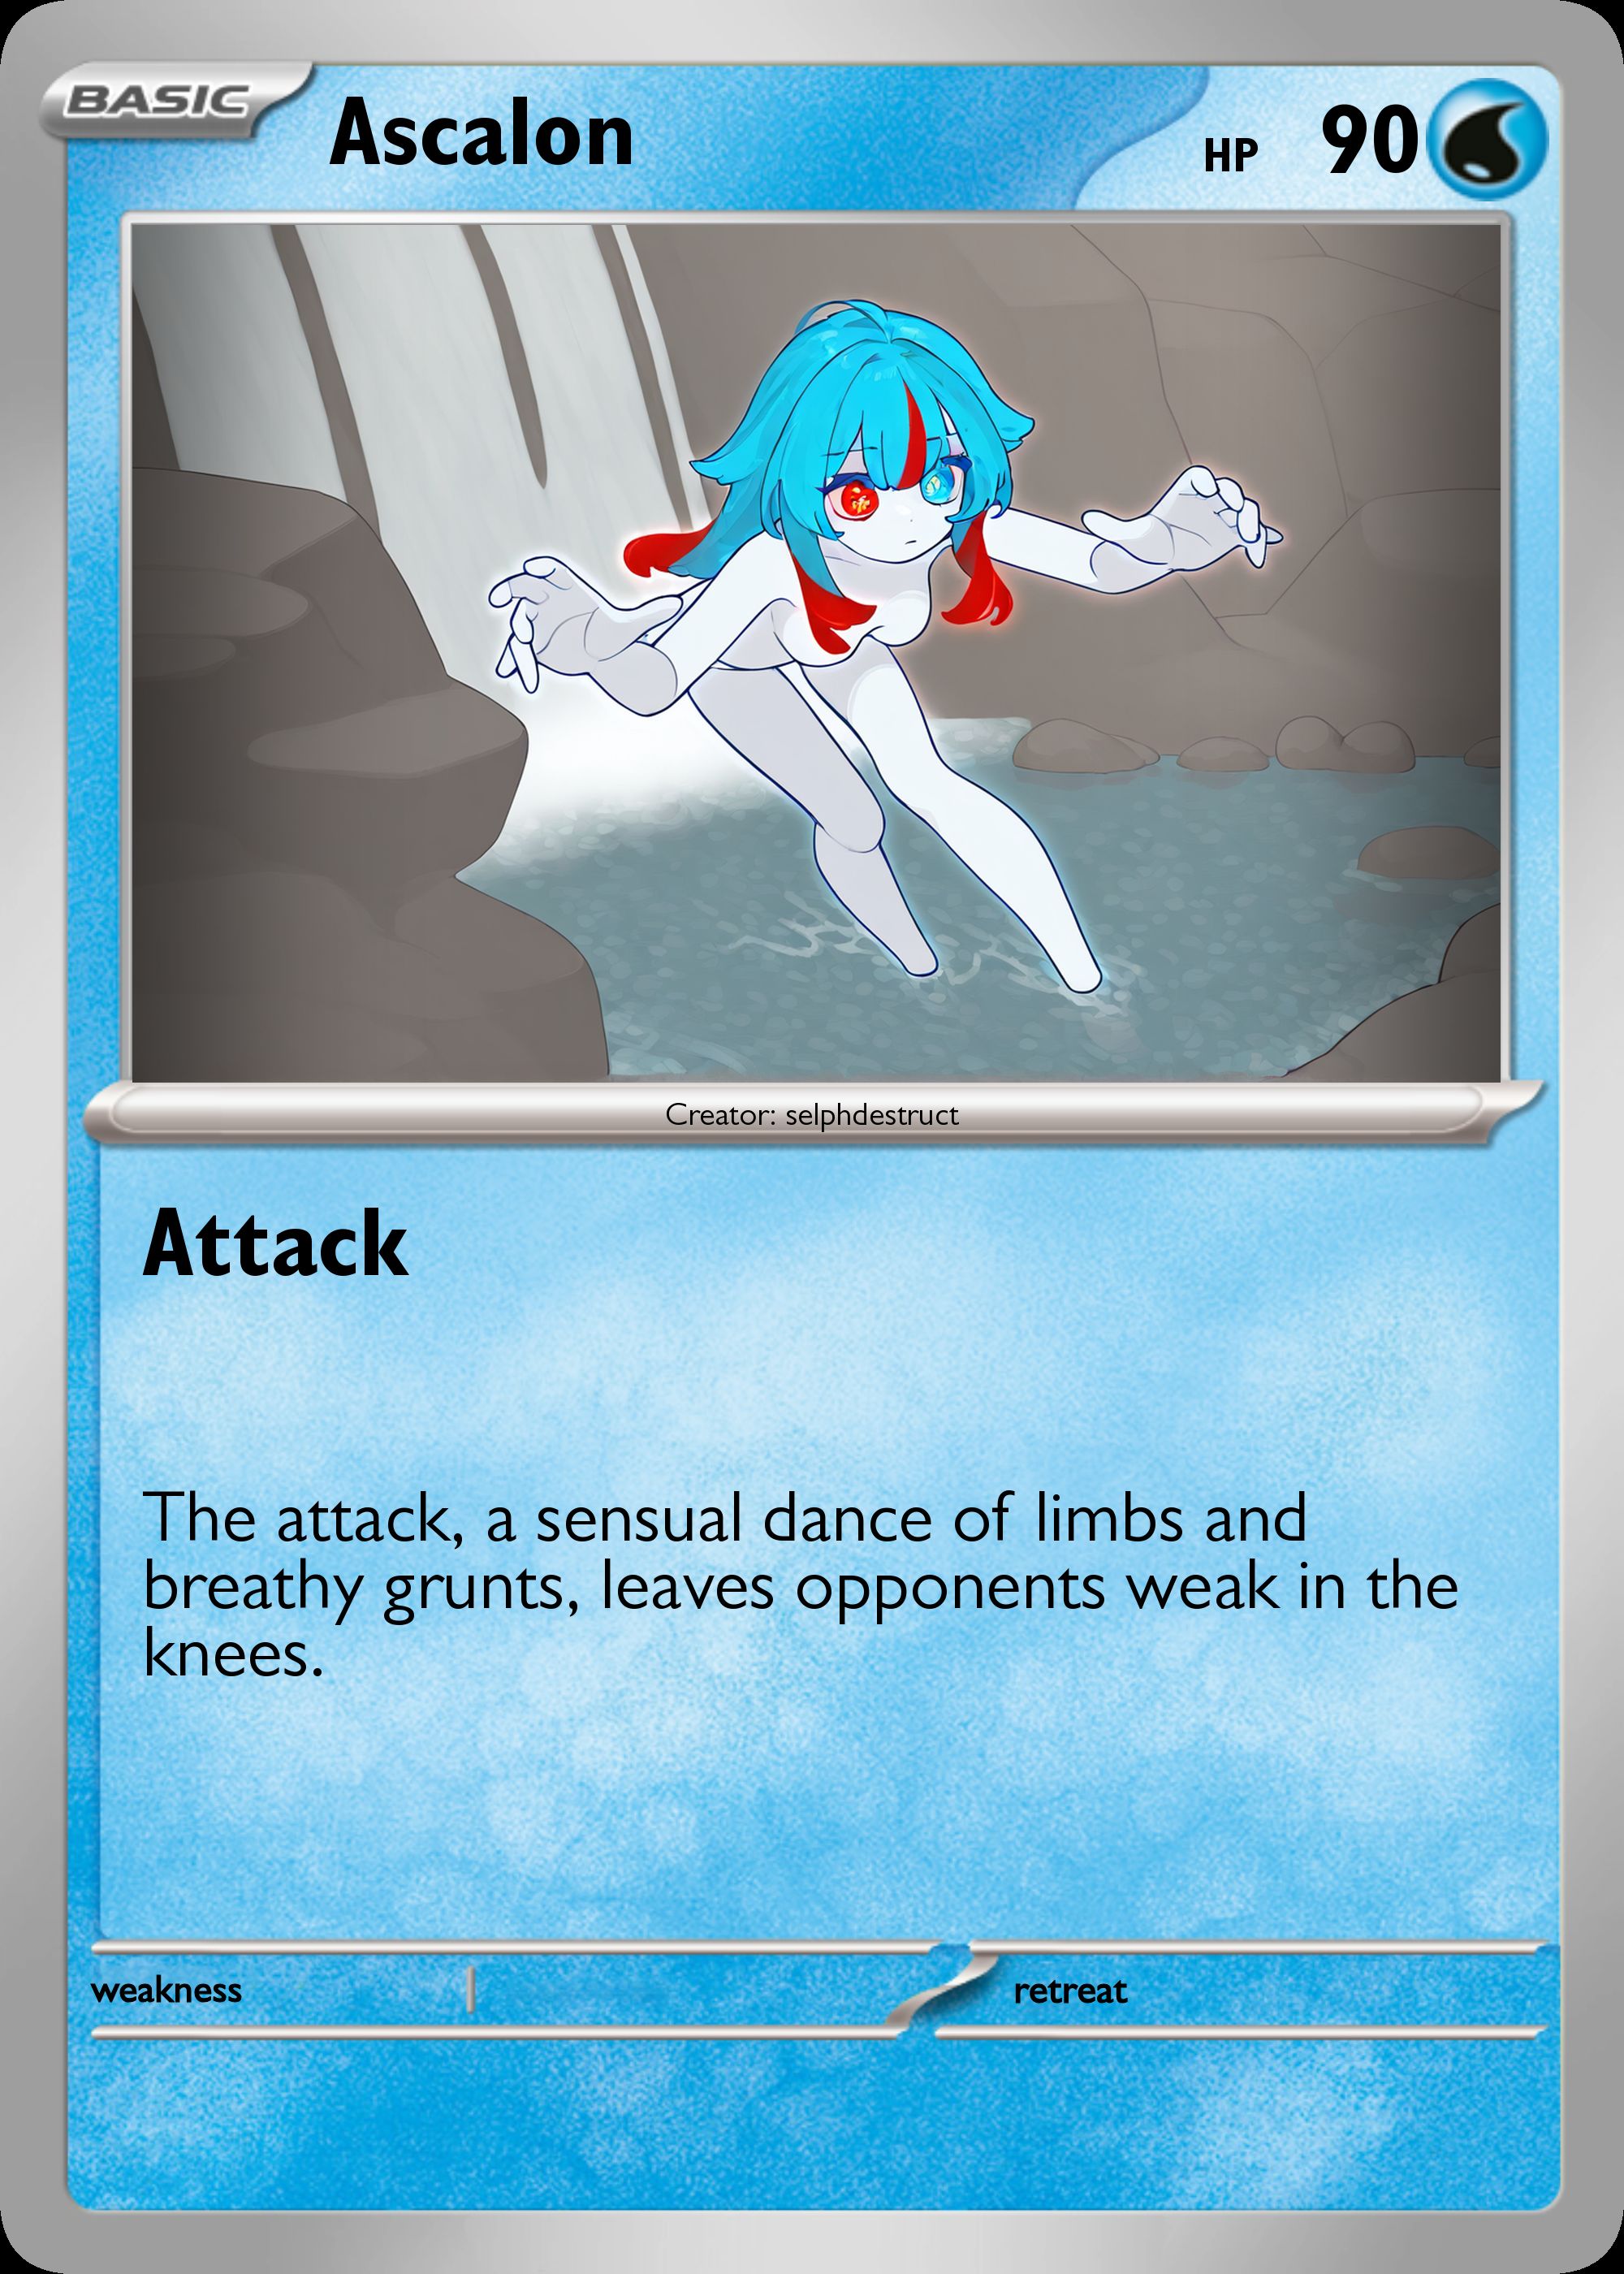 BASIC
Ascalon
HP 90
Creator: selphdestruct
Attack
The attack, a sensual dance of limbs and
breathy grunts, leaves opponents weak in the
knees.
weakness
retreat